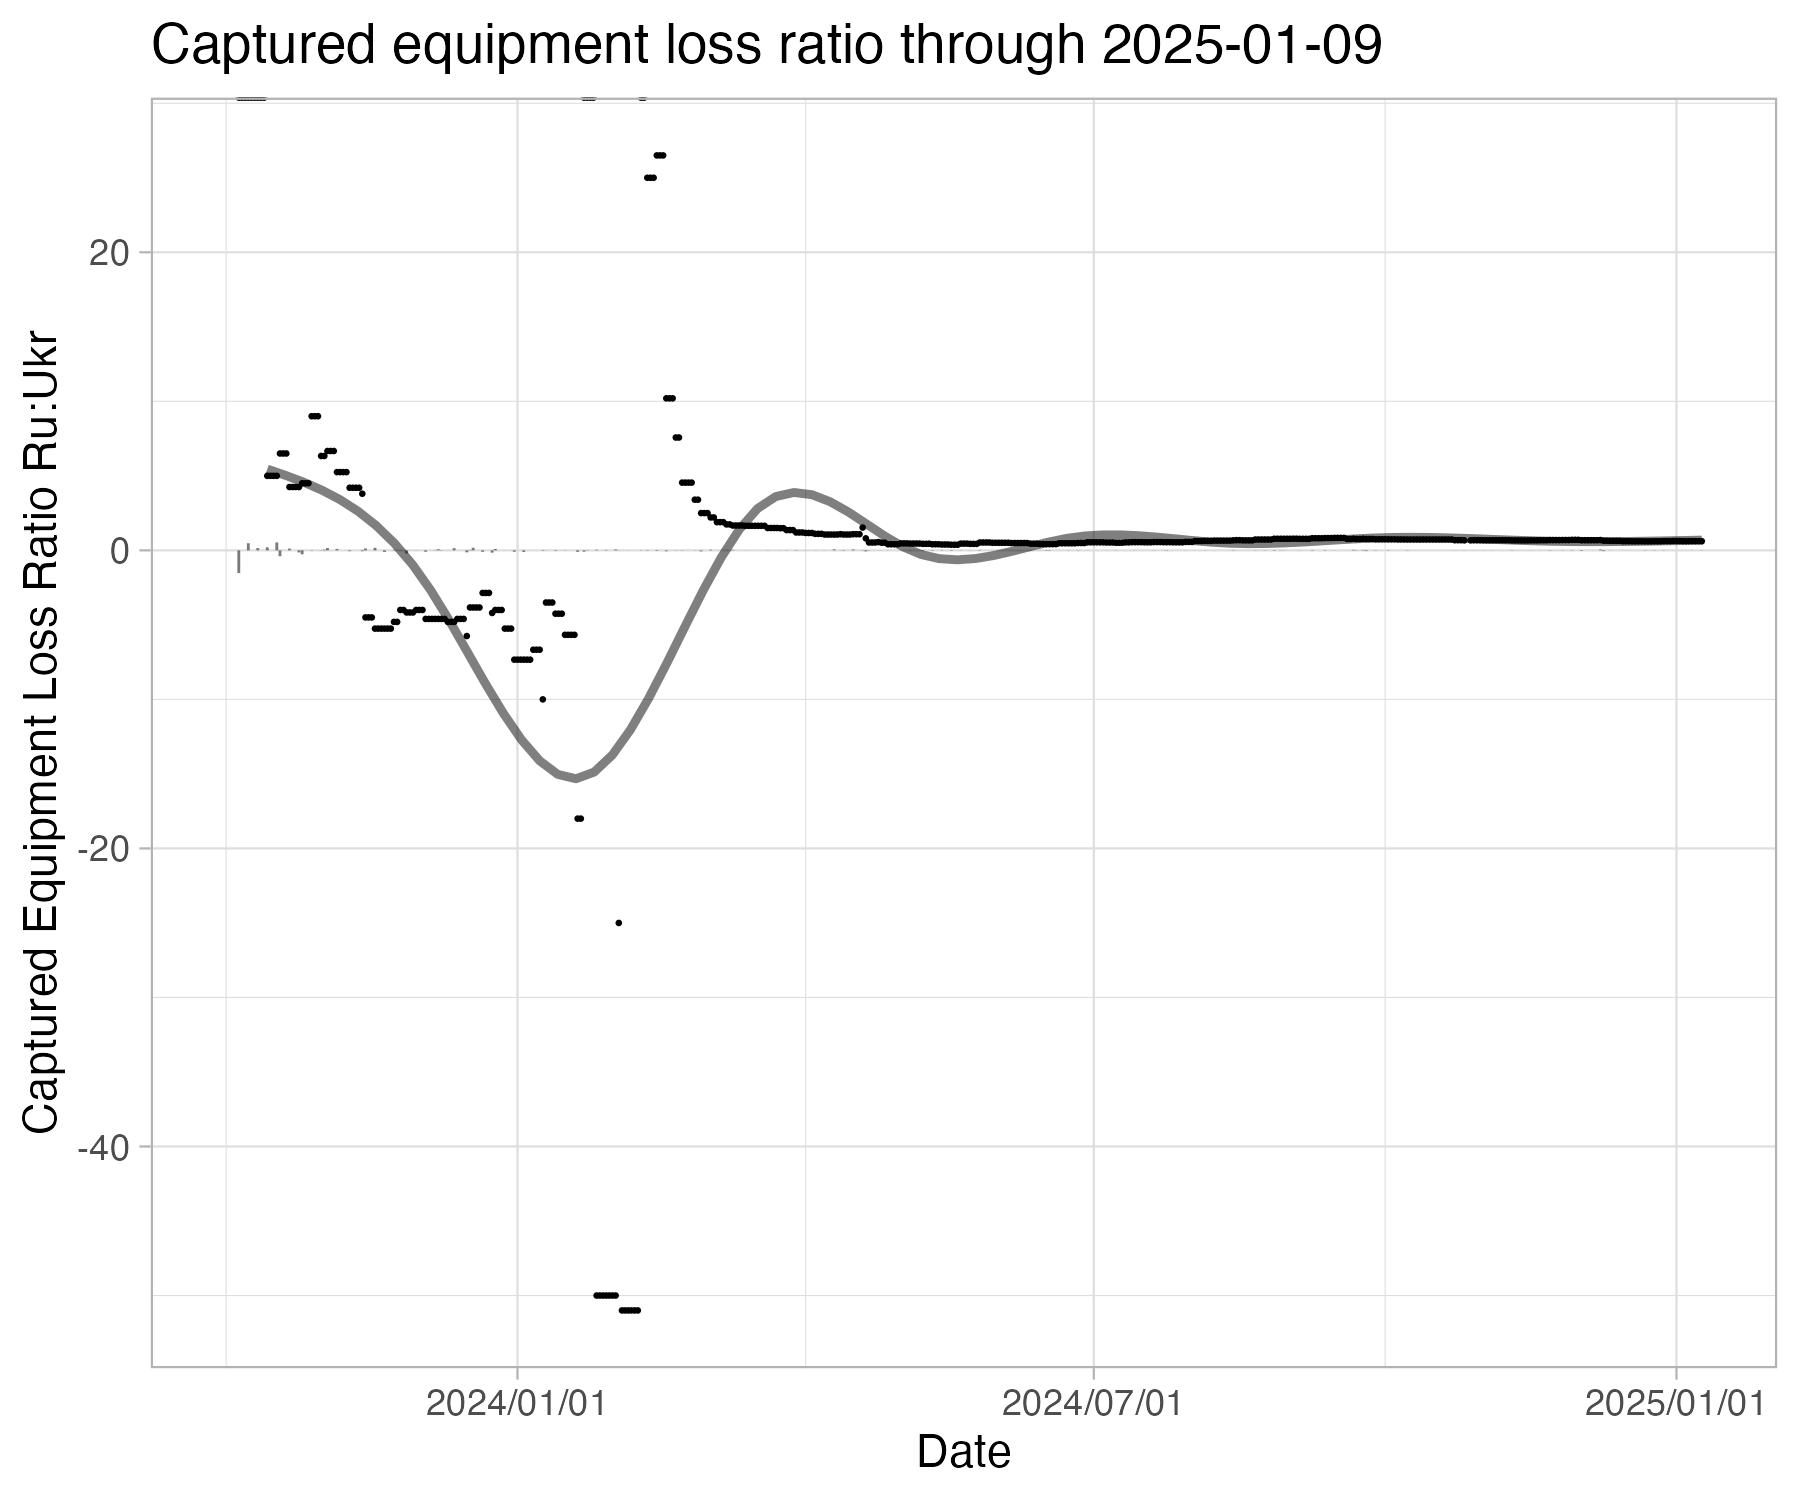 Captured equipment loss ratio through 2025-01-09
Captured Equipment Loss Ratio Ru:Ukr
20
0
-20
-40
2024/01/01
2024/07/01
2025/01/01
Date